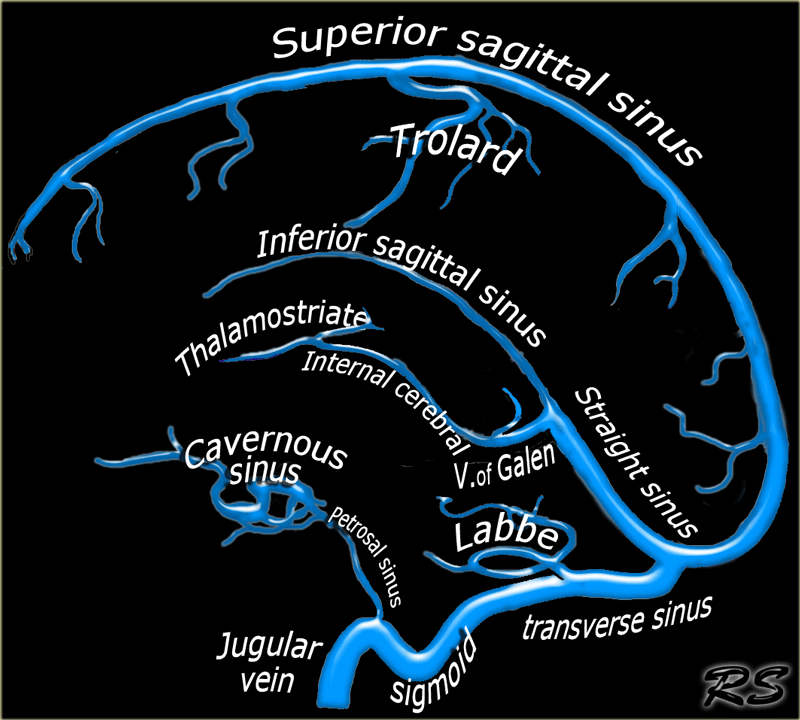 Superior sagittal sinus
Trolard
Inferior sagittal sinus
Thalamostriate
Internal cerebral
Straight sinus
Cavernous
sinus
V.of Galen
Petrosal sinus
Labbe
transverse sinus
Jugular
vein
sigmoid
RS